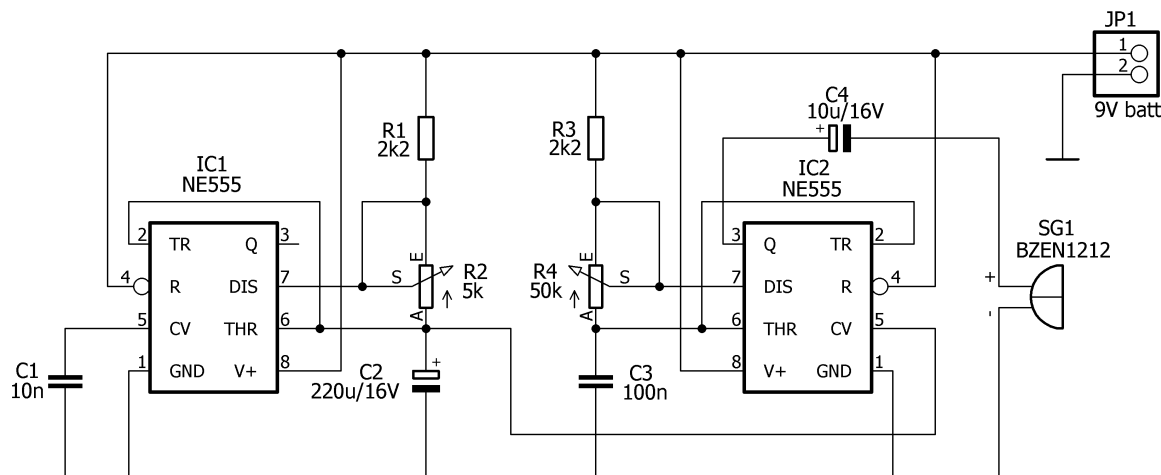 JP1
1
2
9V batt
C4
10u/16V
+
R1
2k2
R3
2k2
IC1
NE555
IC2
NE555
2 TR Q 3
4 R DIS 7
5 CV THR 6
1 GND V+ 8
E
S
R2
5k
A
E
R4
50k
S
A
3 Q TR 2
7 DIS R 4
6 THR CV 5
8 V+ GND 1
SG1
BZEN1212
+
-
C1
10n
+
C2
220u/16V
C3
100n